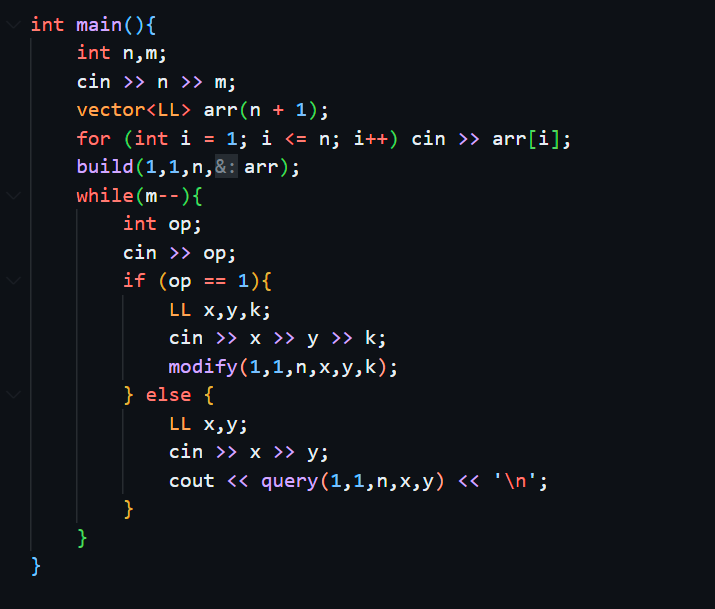 int main(){
    int n,m;
    cin >> n >> m;
    vector<LL> arr(n + 1);
    for (int i = 1; i <= n; i++) cin >> arr[i];
    build(1,1,n,&: arr);
    while(m--){
        int op;
        cin >> op;
        if (op == 1){
            LL x,y,k;
            cin >> x >> y >> k;
            modify(1,1,n,x,y,k);
        } else {
            LL x,y;
            cin >> x >> y;
            cout << query(1,1,n,x,y) << '\n';
        }
    }
}